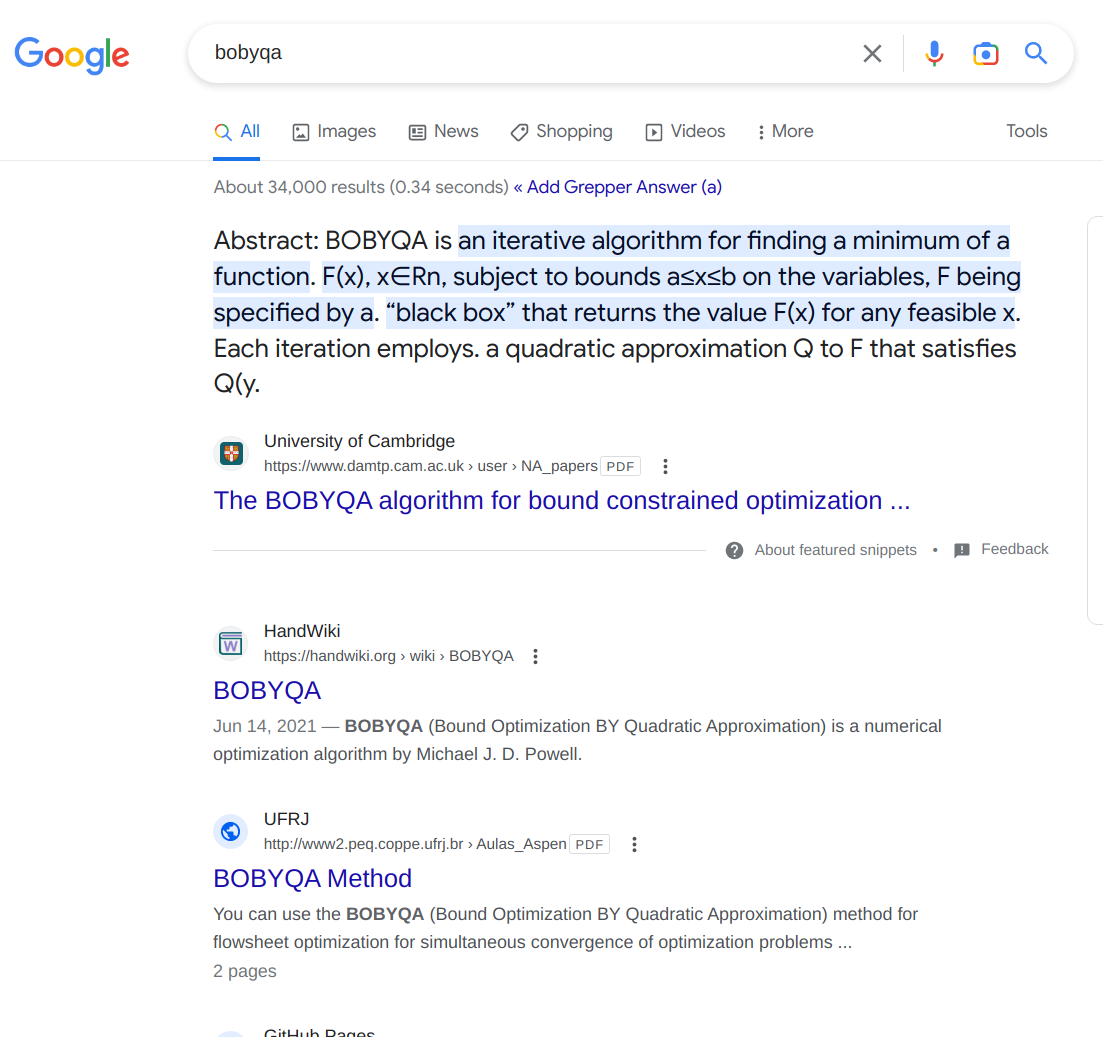 Google
bobyqa
All Images News Shopping Videos More Tools
About 34,000 results (0.34 seconds) « Add Grepper Answer (a)
Abstract: BOBYQA is an iterative algorithm for finding a minimum of a
function. F(x), x∈Rn, subject to bounds a≤x≤b on the variables, F being
specified by a. “black box” that returns the value F(x) for any feasible x.
Each iteration employs. a quadratic approximation Q to F that satisfies
Q(y.
University of Cambridge
https://www.damtp.cam.ac.uk › user › NA_papers PDF
The BOBYQA algorithm for bound constrained optimization ...
About featured snippets • Feedback
HandWiki
https://handwiki.org › wiki › BOBYQA
BOBYQA
Jun 14, 2021 — BOBYQA (Bound Optimization BY Quadratic Approximation) is a numerical
optimization algorithm by Michael J. D. Powell.
UFRJ
http://www2.peq.coppe.ufrj.br › Aulas_Aspen PDF
BOBYQA Method
You can use the BOBYQA (Bound Optimization BY Quadratic Approximation) method for
flowsheet optimization for simultaneous convergence of optimization problems ...
2 pages
GitHub Pages